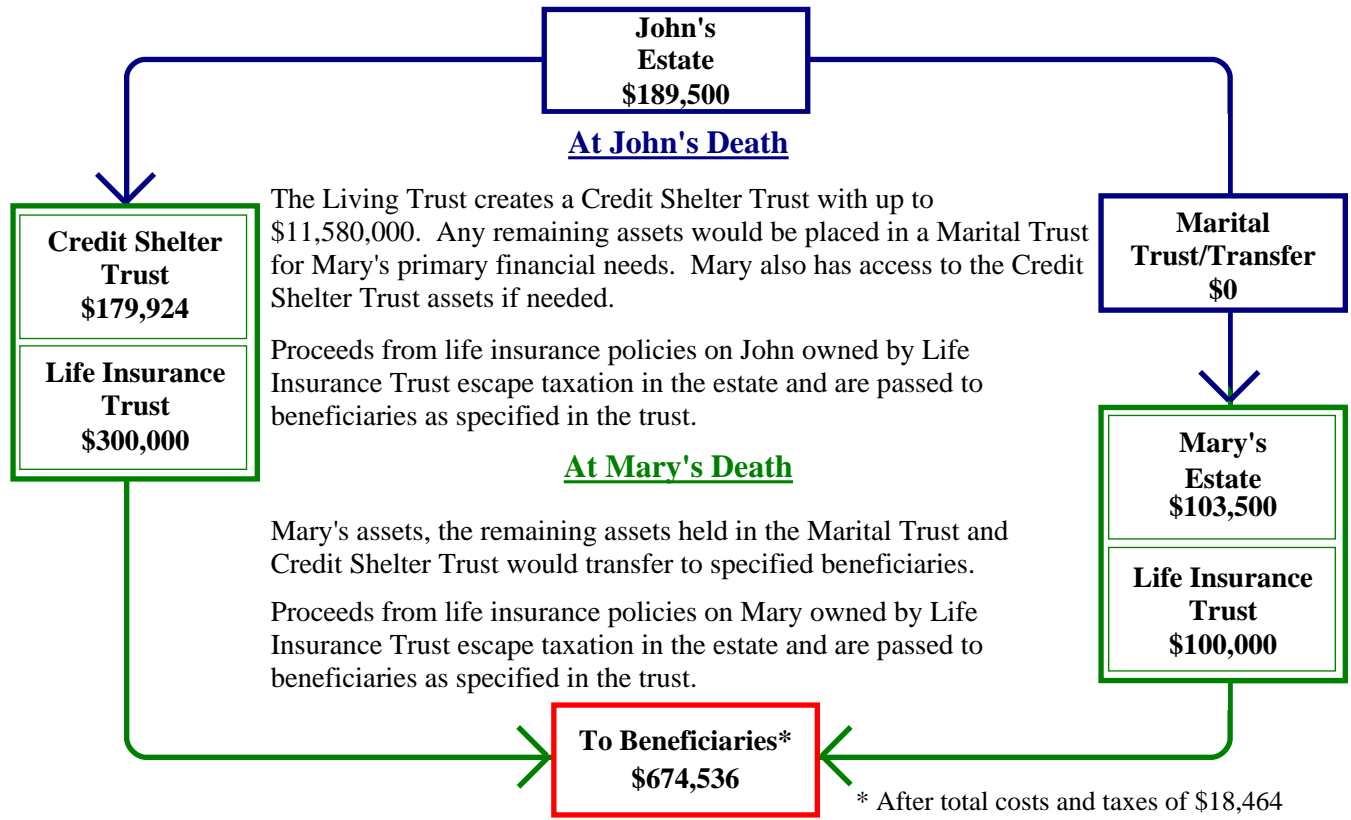 John's
Estate
$189,500
At John's Death
The Living Trust creates a Credit Shelter Trust with up to
$11,580,000. Any remaining assets would be placed in a Marital Trust
for Mary's primary financial needs. Mary also has access to the Credit
Shelter Trust assets if needed.
Proceeds from life insurance policies on John owned by Life
Insurance Trust escape taxation in the estate and are passed to
beneficiaries as specified in the trust.
Credit Shelter
Trust
$179,924
Life Insurance
Trust
$300,000
Marital
Trust/Transfer
$0
At Mary's Death
Mary's assets, the remaining assets held in the Marital Trust and
Credit Shelter Trust would transfer to specified beneficiaries.
Proceeds from life insurance policies on Mary owned by Life
Insurance Trust escape taxation in the estate and are passed to
beneficiaries as specified in the trust.
Mary's
Estate
$103,500
Life Insurance
Trust
$100,000
To Beneficiaries*
$674,536
* After total costs and taxes of $18,464